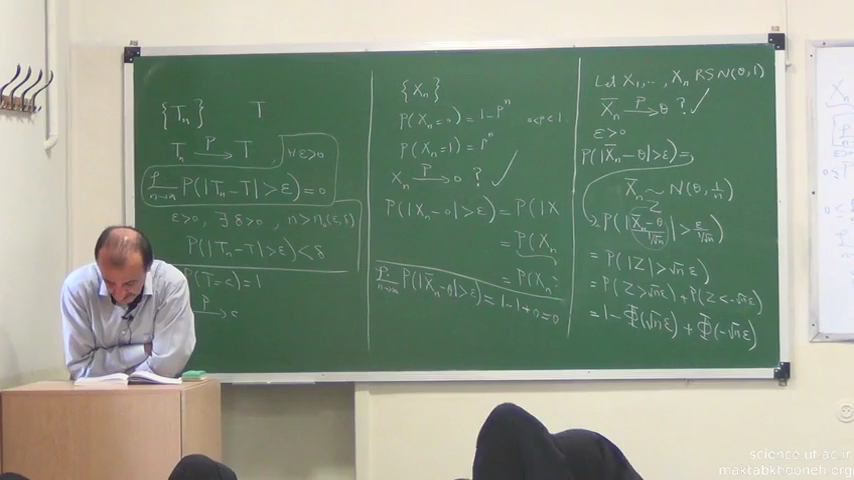 {Tₙ} T
Tₙ →ᴾ T , ∀ε>0
lim n→∞ P(|Tₙ-T|>ε)=0
ε>0, ∃ δ>0, n>n₀(ε,δ)
P(|Tₙ-T|>ε)<δ
P(T=c)=1
→ᴾ c
{Xₙ}
P(Xₙ=0)=1-Pⁿ 0<P<1
P(Xₙ=1)=Pⁿ
Xₙ →ᴾ 0 ? ✓
P(|Xₙ-0|>ε)=P(|X
=P(Xₙ
=P(Xₙ=
lim n→∞ P(|X̄ₙ-θ|>ε)=1-1+0=0
Let X₁,..., Xₙ RS N(θ,1)
X̄ₙ →ᴾ θ ? ✓
ε>0
P(|X̄ₙ-θ|>ε)=
X̄ₙ ~ N(θ,1/n)
Z
P(|(X̄ₙ-θ)/(1/√n)|>ε/(1/√n))
=P(|Z|>√n ε)
=P(Z>√n ε)+P(Z<-√n ε)
=1-Φ(√n ε)+Φ(-√n ε)
science.ut.ac.ir
maktabkhooneh.org